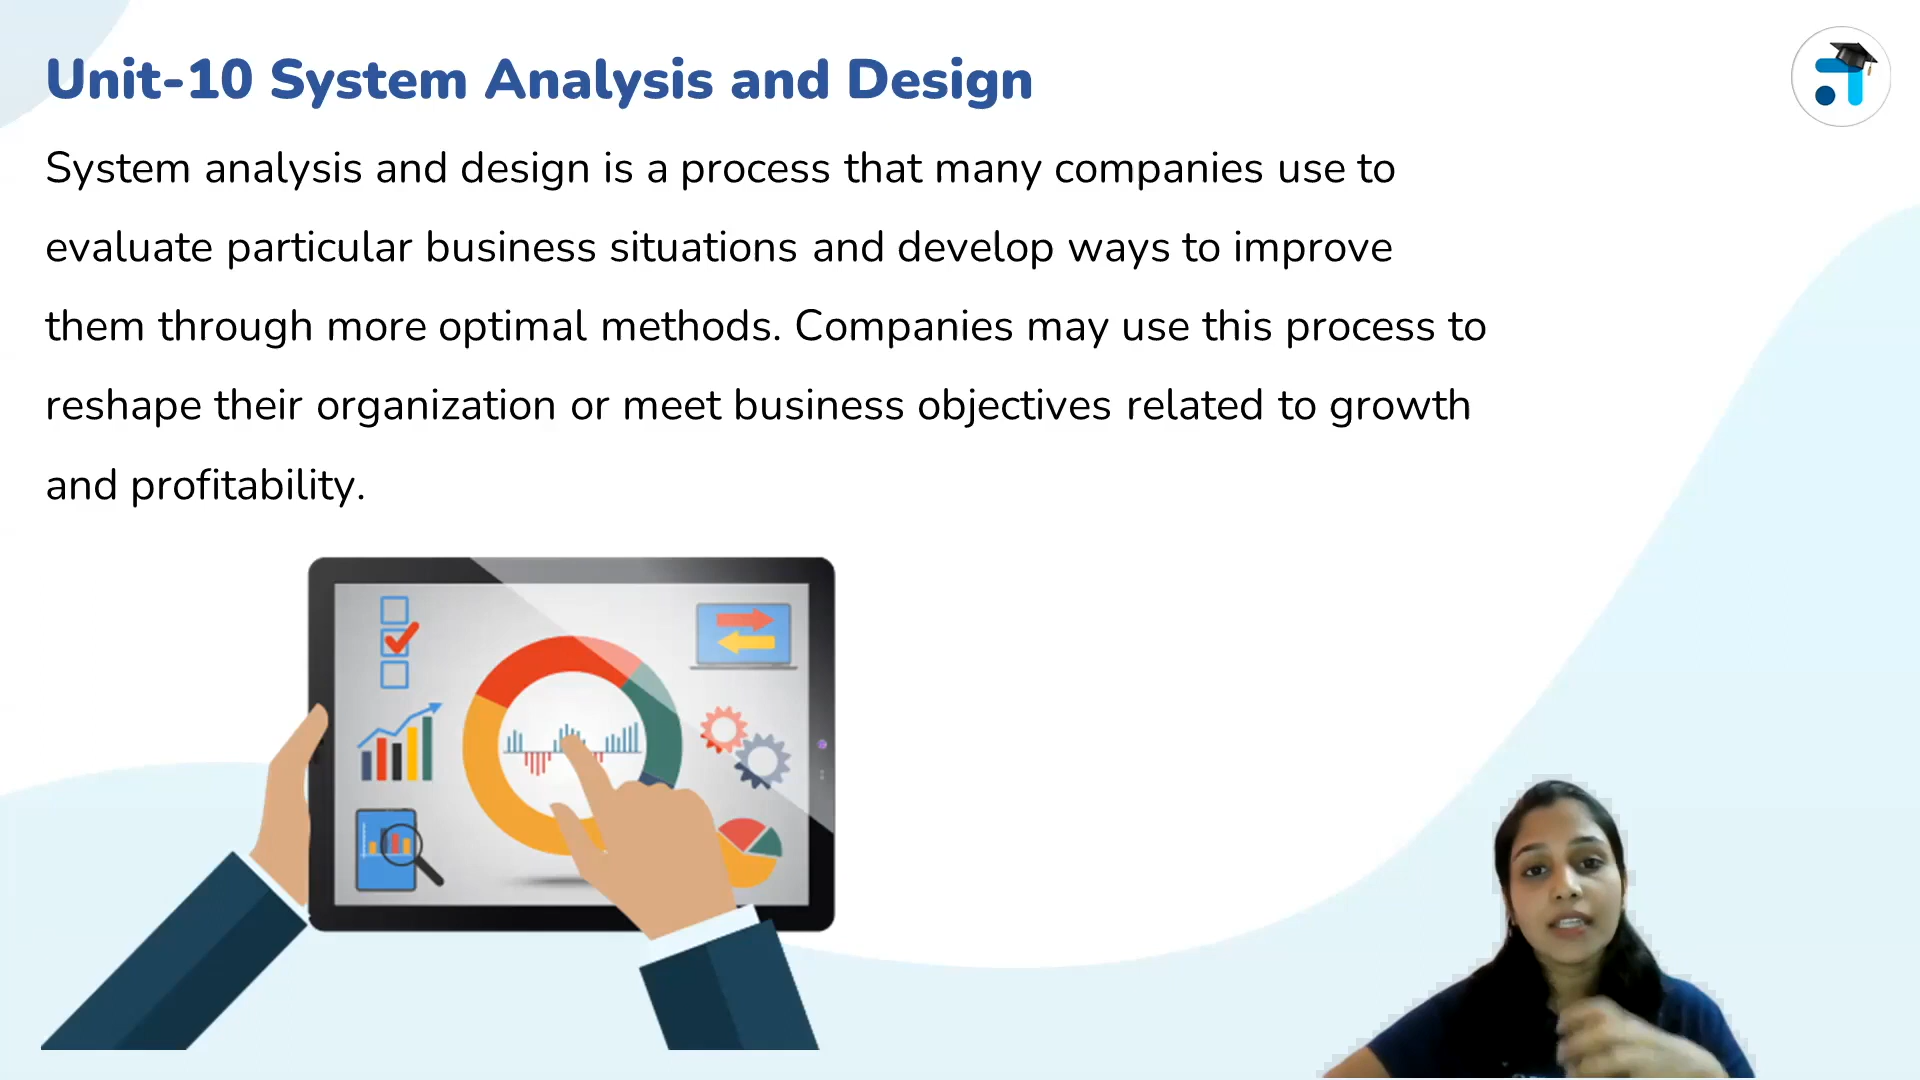 Unit-10 System Analysis and Design
System analysis and design is a process that many companies use to
evaluate particular business situations and develop ways to improve
them through more optimal methods. Companies may use this process to
reshape their organization or meet business objectives related to growth
and profitability.